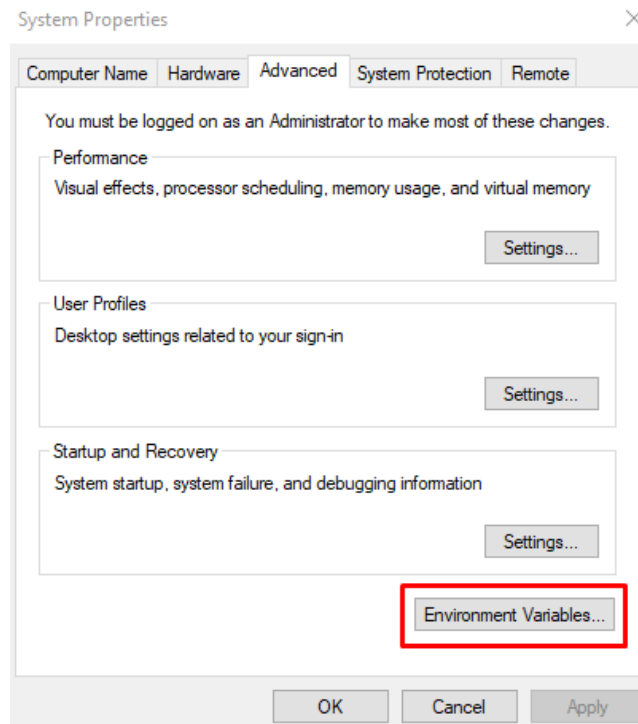 System Properties
Computer Name Hardware Advanced System Protection Remote
You must be logged on as an Administrator to make most of these changes.
Performance
Visual effects, processor scheduling, memory usage, and virtual memory
Settings...
User Profiles
Desktop settings related to your sign-in
Settings...
Startup and Recovery
System startup, system failure, and debugging information
Settings...
Environment Variables...
OK Cancel Apply